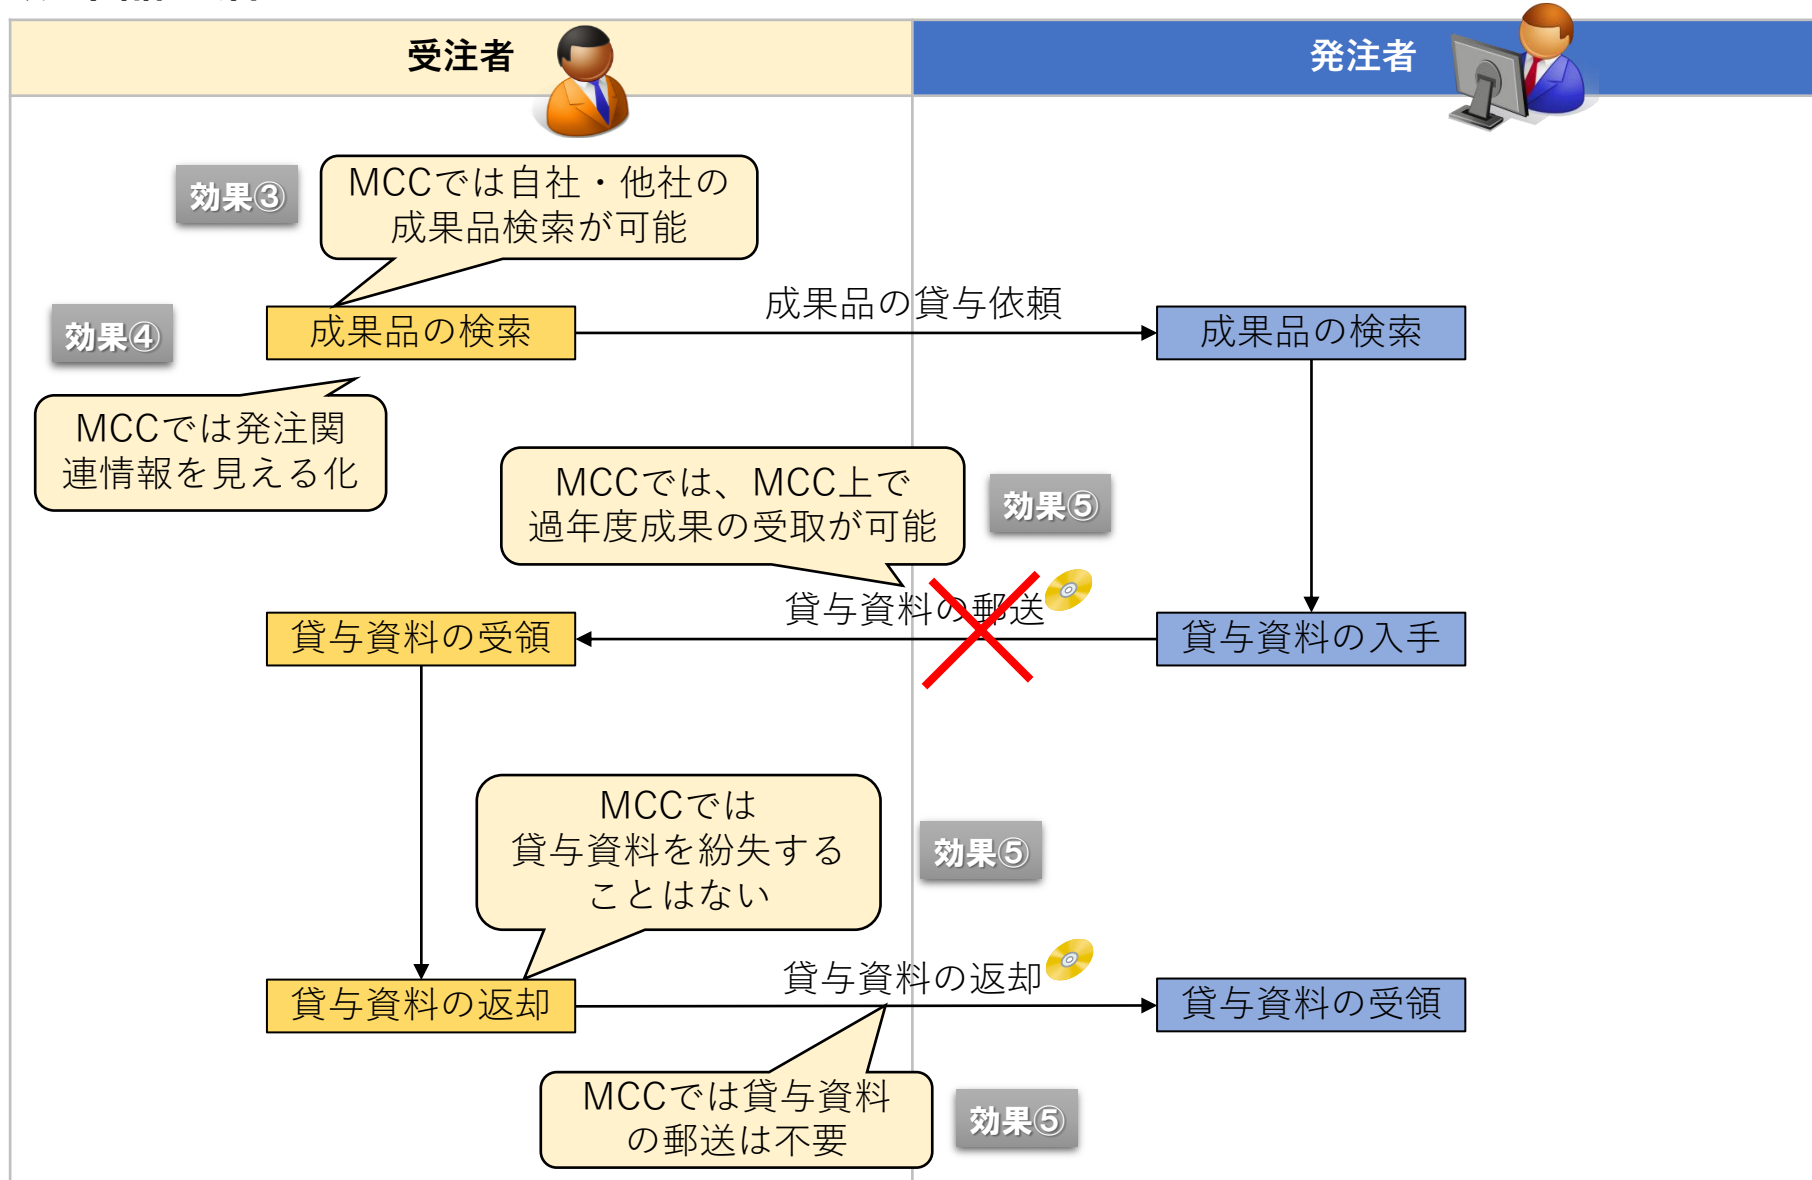 受注者
発注者
効果③
MCCでは自社・他社の
成果品検索が可能
効果④
成果品の検索
成果品の貸与依頼
成果品の検索
MCCでは発注関
連情報を見える化
MCCでは、MCC上で
過年度成果の受取が可能
効果⑤
貸与資料の郵送
貸与資料の受領
貸与資料の入手
MCCでは
貸与資料を紛失する
ことはない
効果⑤
貸与資料の返却
貸与資料の返却
貸与資料の受領
MCCでは貸与資料
の郵送は不要
効果⑤